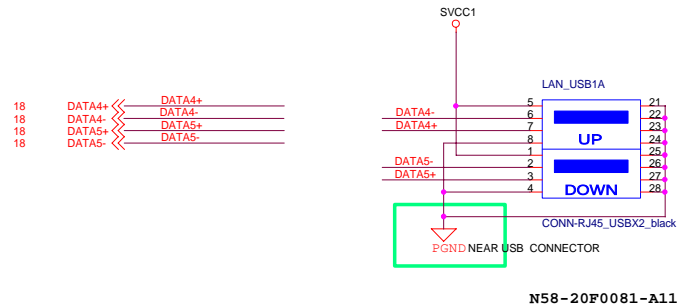 SVCC1
LAN_USB1A
18 DATA4+ DATA4+
18 DATA4- DATA4-
18 DATA5+ DATA5+
18 DATA5- DATA5-
5 21
DATA4- 6 22
DATA4+ 7 23
8 24
UP
1 25
DATA5- 2 26
DATA5+ 3 27
4 28
DOWN
CONN-RJ45_USBX2_black
PGND NEAR USB CONNECTOR
N58-20F0081-A11